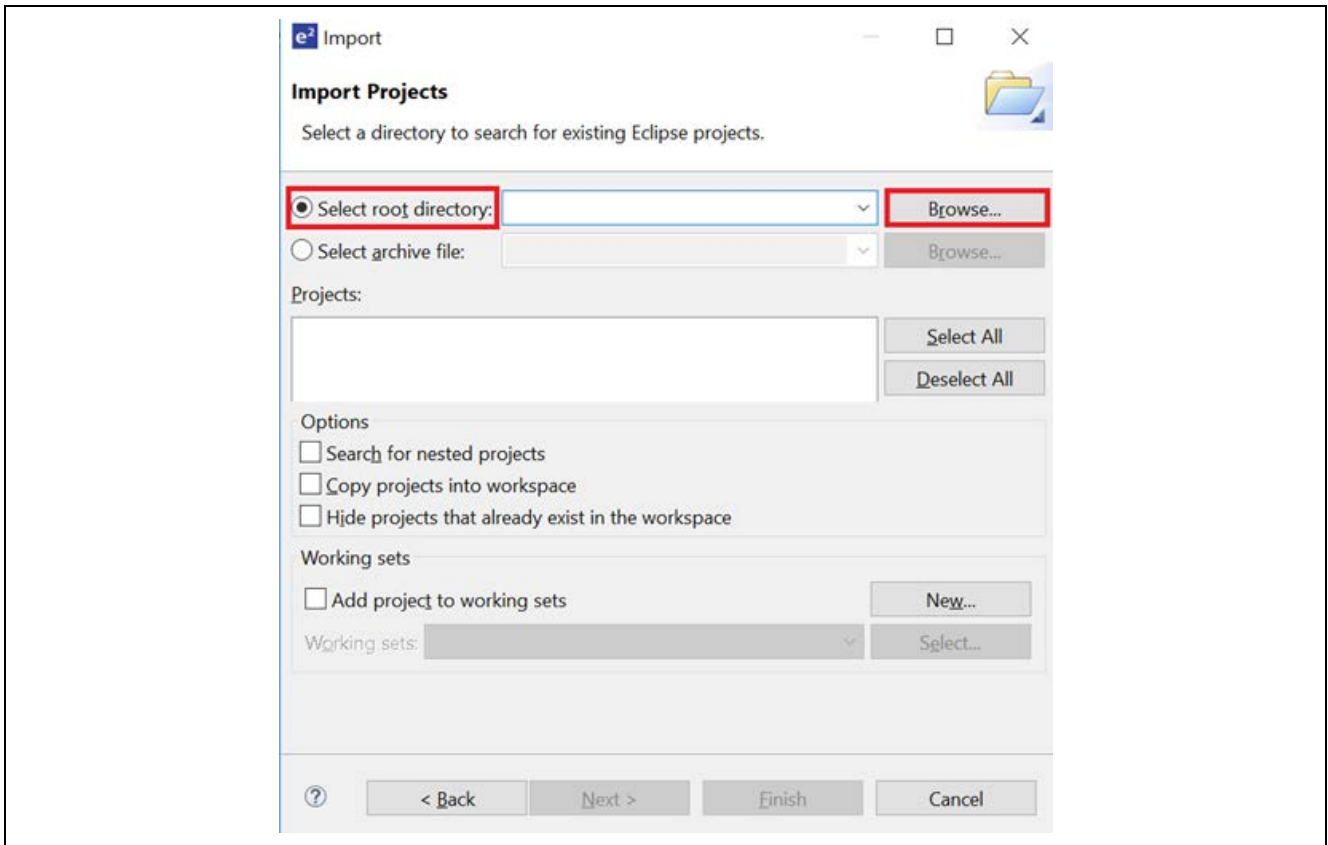 e² Import
Import Projects
Select a directory to search for existing Eclipse projects.
Select root directory:
Browse...
Select archive file:
Browse...
Projects:
Select All
Deselect All
Options
Search for nested projects
Copy projects into workspace
Hide projects that already exist in the workspace
Working sets
Add project to working sets
New...
Working sets:
Select...
?
< Back
Next >
Finish
Cancel